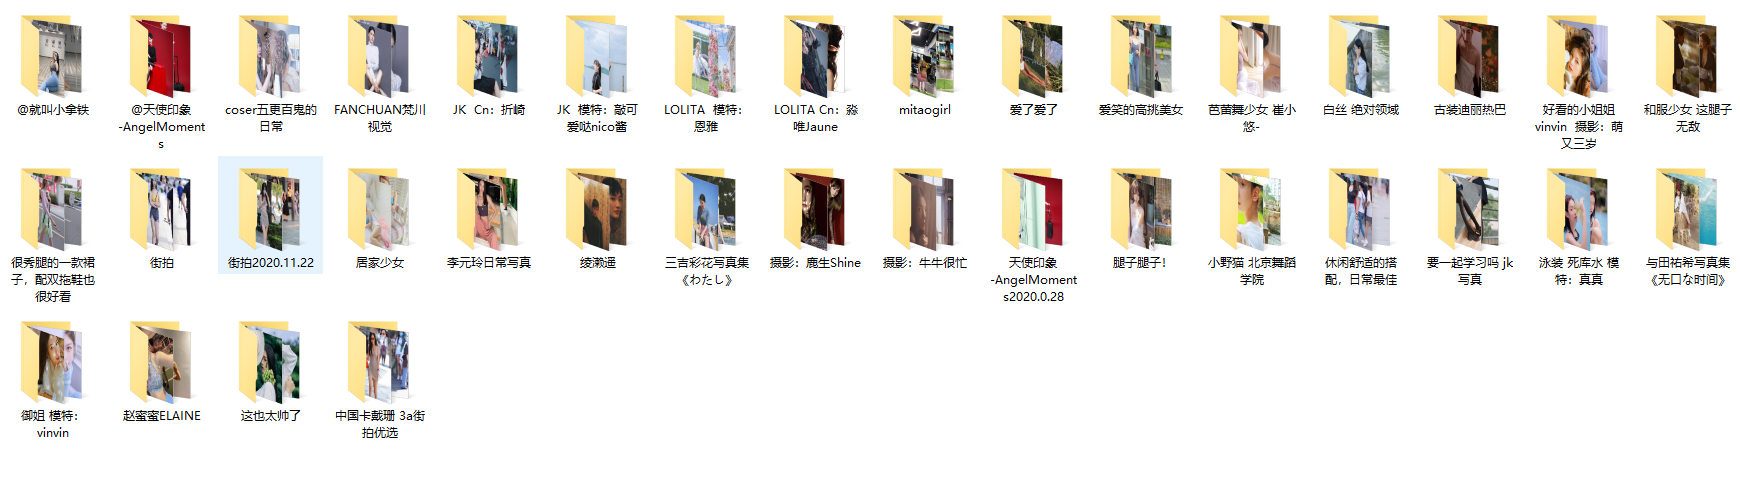 @就叫小拿铁
@天使印象
-AngelMoment
s
coser五更百鬼的
日常
FANCHUAN梵川
视觉
JK  Cn：折崎
JK  模特：敲可
爱哒nico酱
LOLITA  模特：
恩雅
LOLITA Cn：淼
唯Jaune
mitaogirl
爱了爱了
爱笑的高挑美女
芭蕾舞少女 崔小
悠-
白丝 绝对领域
古装迪丽热巴
好看的小姐姐
vinvin  摄影：萌
又三岁
和服少女 这腿子
无敌
很秀腿的一款裙
子，配双拖鞋也
很好看
街拍
街拍2020.11.22
居家少女
李元玲日常写真
绫濑遥
三吉彩花写真集
《わたし》
摄影：鹿生Shine
摄影：牛牛很忙
天使印象
-AngelMoment
s2020.0.28
腿子腿子！
小野猫 北京舞蹈
学院
休闲舒适的搭
配，日常最佳
要一起学习吗 jk
写真
泳装 死库水 模
特：真真
与田祐希写真集
《无口な时间》
御姐 模特：
vinvin
赵蜜蜜ELAINE
这也太帅了
中国卡戴珊 3a街
拍优选